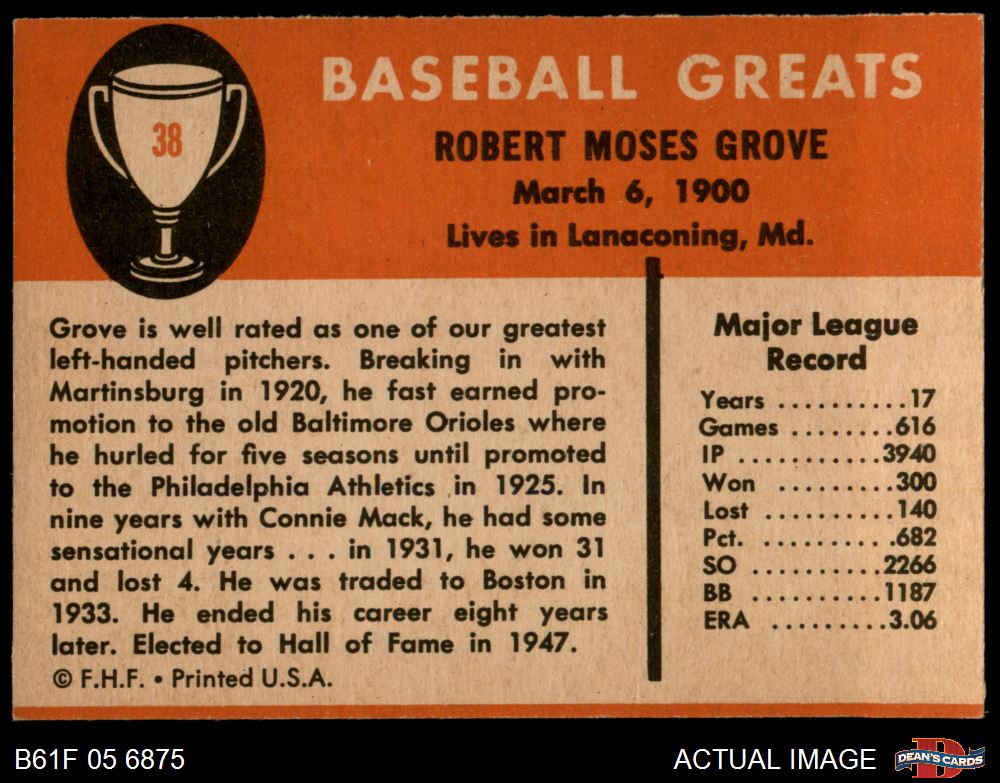 38
BASEBALL GREATS
ROBERT MOSES GROVE
March 6, 1900
Lives in Lanaconing, Md.
Grove is well rated as one of our greatest
left-handed pitchers. Breaking in with
Martinsburg in 1920, he fast earned pro-
motion to the old Baltimore Orioles where
he hurled for five seasons until promoted
to the Philadelphia Athletics in 1925. In
nine years with Connie Mack, he had some
sensational years . . . in 1931, he won 31
and lost 4. He was traded to Boston in
1933. He ended his career eight years
later. Elected to Hall of Fame in 1947.
© F.H.F. • Printed U.S.A.
Major League
Record
Years ..........17
Games ........616
IP ...........3940
Won .........300
Lost ..........140
Pct. ..........682
SO ..........2266
BB ..........1187
ERA .........3.06
B61F 05 6875
ACTUAL IMAGE
D
DEAN'S CARDS